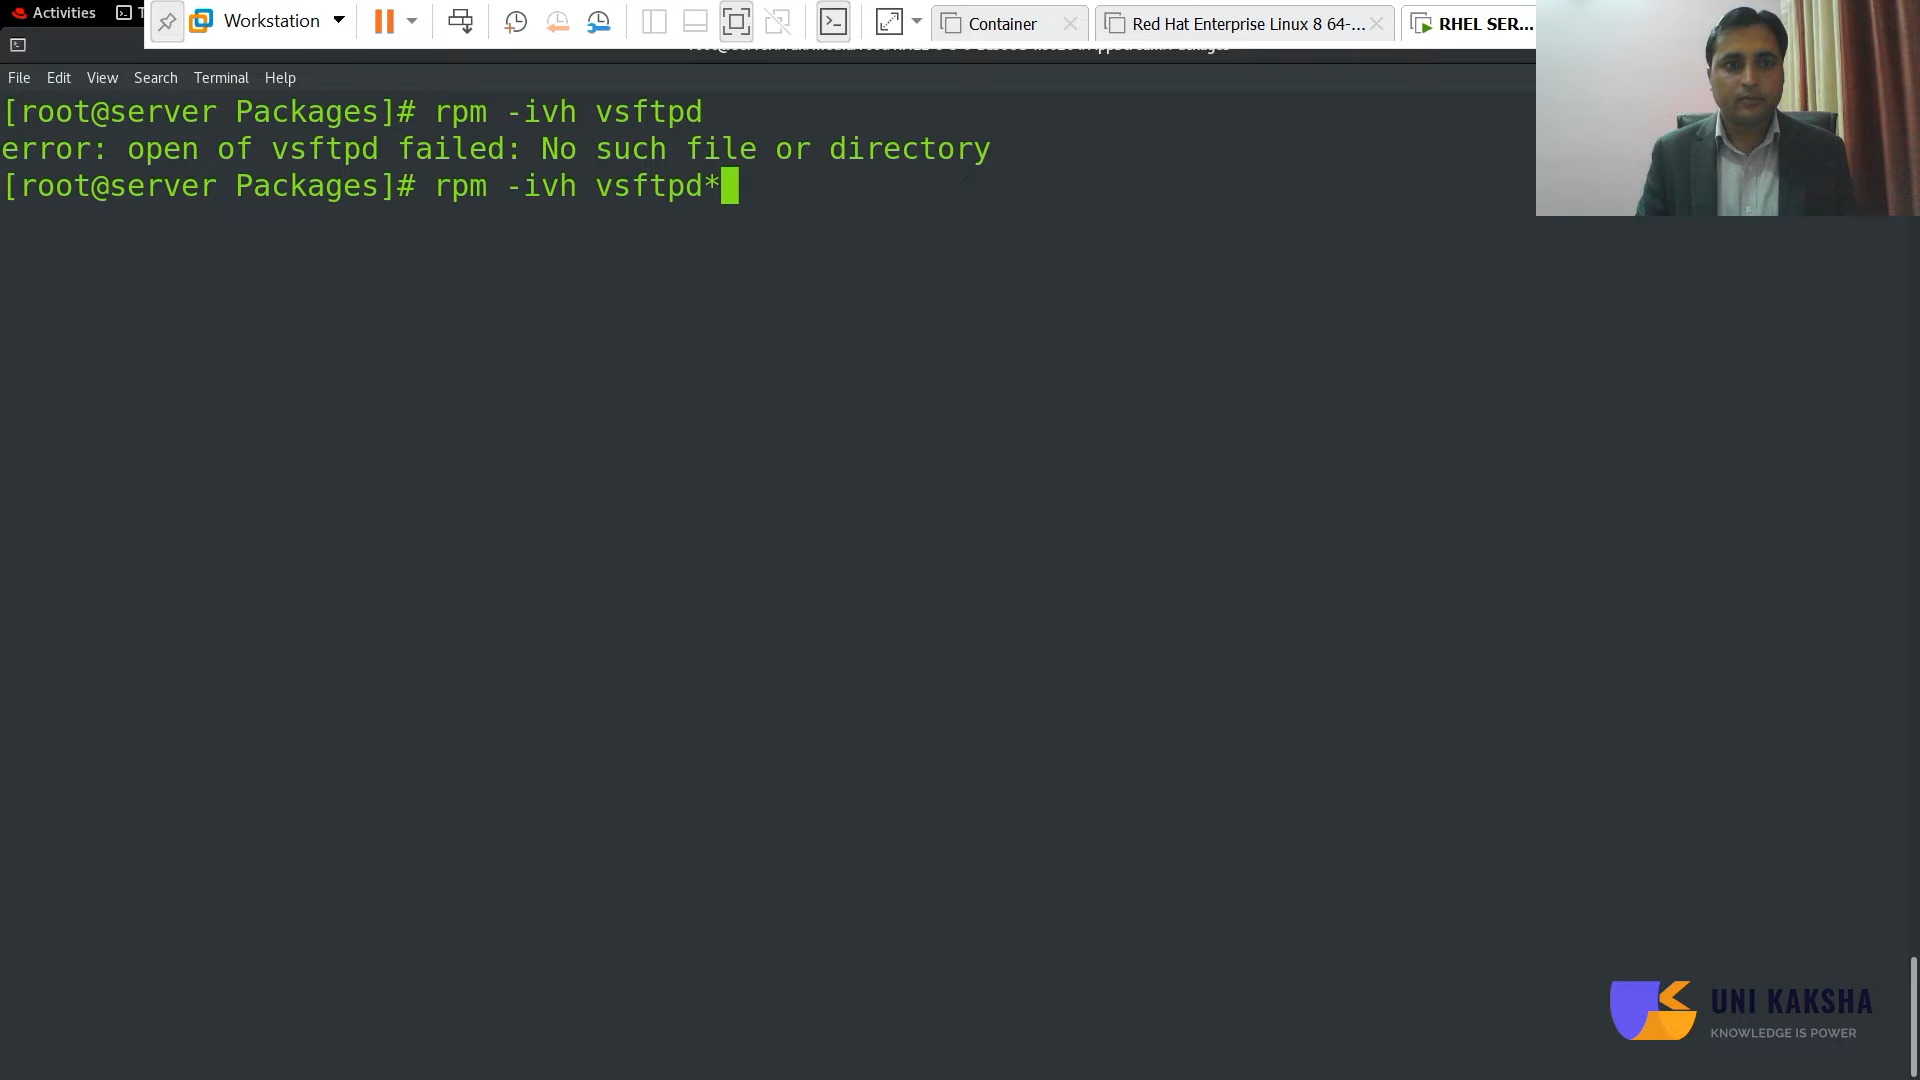 Activities
Workstation
Container
Red Hat Enterprise Linux 8 64-...
RHEL SER...
File Edit View Search Terminal Help
[root@server Packages]# rpm -ivh vsftpd
error: open of vsftpd failed: No such file or directory
[root@server Packages]# rpm -ivh vsftpd*
UNI KAKSHA
KNOWLEDGE IS POWER